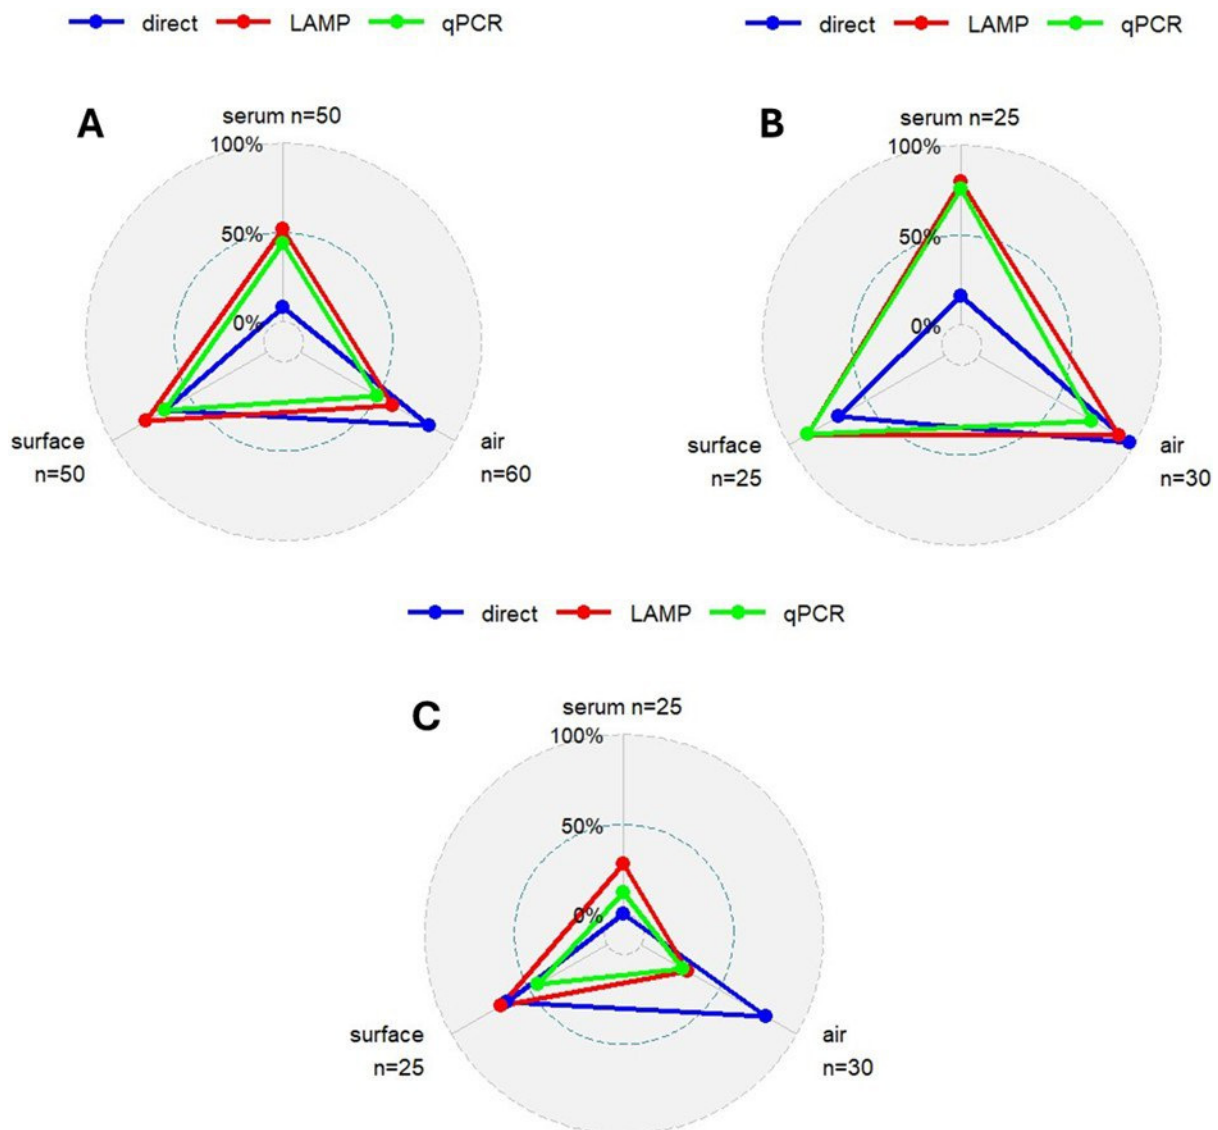 direct LAMP qPCR
direct LAMP qPCR
A
serum n=50
100%
50%
0%
surface
n=50
air
n=60
B
serum n=25
100%
50%
0%
surface
n=25
air
n=30
direct LAMP qPCR
C
serum n=25
100%
50%
0%
surface
n=25
air
n=30